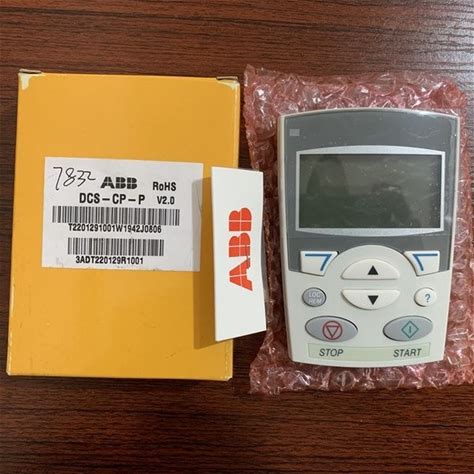 7832
ABB RoHS
DCS-CP-P V2.0
T2201291001W1942J0806
3ADT220129R1001
ABB
LOC
REM
?
STOP
START